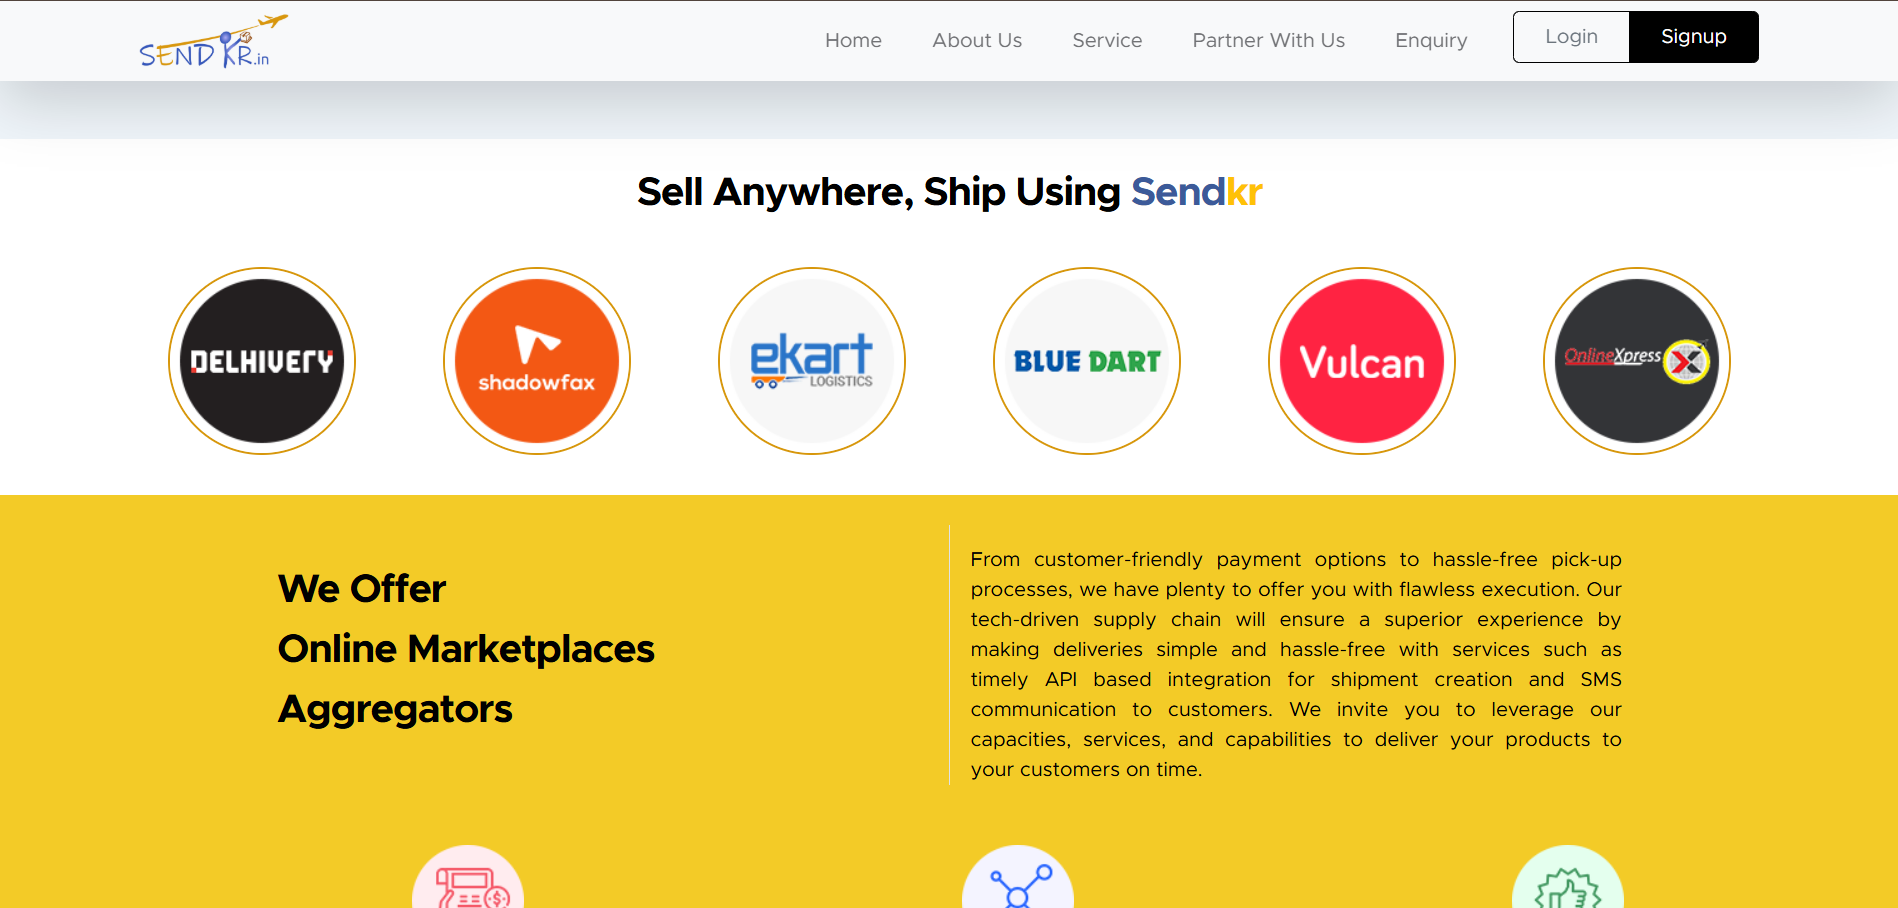 SEND KR.in
Home About Us Service Partner With Us Enquiry Login Signup
Sell Anywhere, Ship Using Sendkr
DELHIVERY
shadowfax
ekart
LOGISTICS
BLUE DART
Vulcan
OnlineXpress X
We Offer
Online Marketplaces
Aggregators
From customer-friendly payment options to hassle-free pick-up
processes, we have plenty to offer you with flawless execution. Our
tech-driven supply chain will ensure a superior experience by
making deliveries simple and hassle-free with services such as
timely API based integration for shipment creation and SMS
communication to customers. We invite you to leverage our
capacities, services, and capabilities to deliver your products to
your customers on time.
$